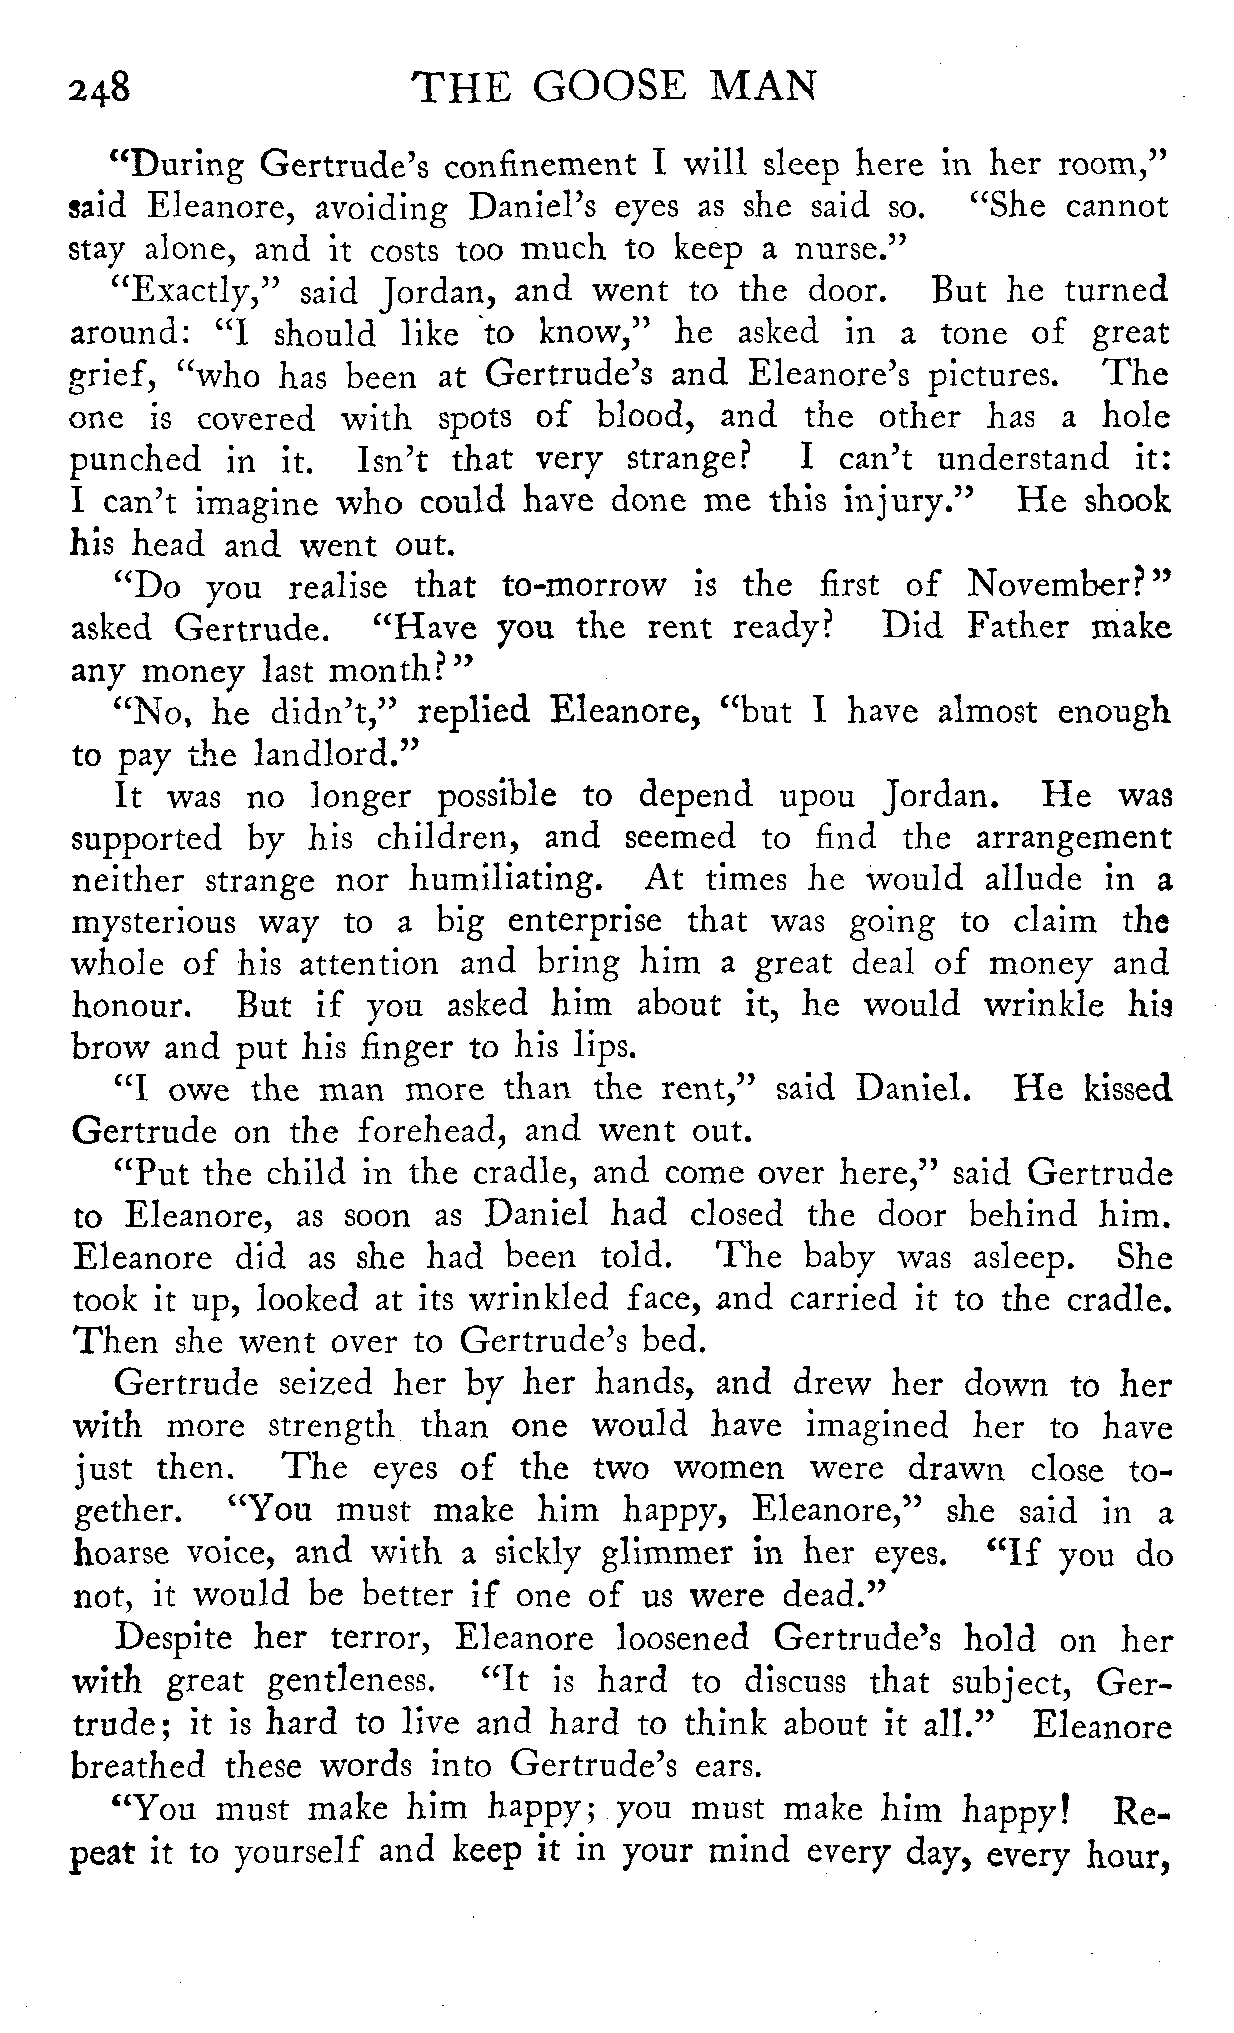 248 THE GOOSE MAN
“During Gertrude’s confinement I will sleep here in her room,”
said Eleanore, avoiding Daniel’s eyes as she said so. “She cannot
stay alone, and it costs too much to keep a nurse.”
“Exactly,” said Jordan, and went to the door. But he turned
around: “I should like to know,” he asked in a tone of great
grief, “who has been at Gertrude’s and Eleanore’s pictures. The
one is covered with spots of blood, and the other has a hole
punched in it. Isn’t that very strange? I can’t understand it:
I can’t imagine who could have done me this injury.” He shook
his head and went out.
“Do you realise that to-morrow is the first of November?”
asked Gertrude. “Have you the rent ready? Did Father make
any money last month?”
“No, he didn’t,” replied Eleanore, “but I have almost enough
to pay the landlord.”
It was no longer possible to depend upou Jordan. He was
supported by his children, and seemed to find the arrangement
neither strange nor humiliating. At times he would allude in a
mysterious way to a big enterprise that was going to claim the
whole of his attention and bring him a great deal of money and
honour. But if you asked him about it, he would wrinkle his
brow and put his finger to his lips.
“I owe the man more than the rent,” said Daniel. He kissed
Gertrude on the forehead, and went out.
“Put the child in the cradle, and come over here,” said Gertrude
to Eleanore, as soon as Daniel had closed the door behind him.
Eleanore did as she had been told. The baby was asleep. She
took it up, looked at its wrinkled face, and carried it to the cradle.
Then she went over to Gertrude’s bed.
Gertrude seized her by her hands, and drew her down to her
with more strength than one would have imagined her to have
just then. The eyes of the two women were drawn close to-
gether. “You must make him happy, Eleanore,” she said in a
hoarse voice, and with a sickly glimmer in her eyes. “If you do
not, it would be better if one of us were dead.”
Despite her terror, Eleanore loosened Gertrude’s hold on her
with great gentleness. “It is hard to discuss that subject, Ger-
trude; it is hard to live and hard to think about it all.” Eleanore
breathed these words into Gertrude’s ears.
“You must make him happy; you must make him happy! Re-
peat it to yourself and keep it in your mind every day, every hour,